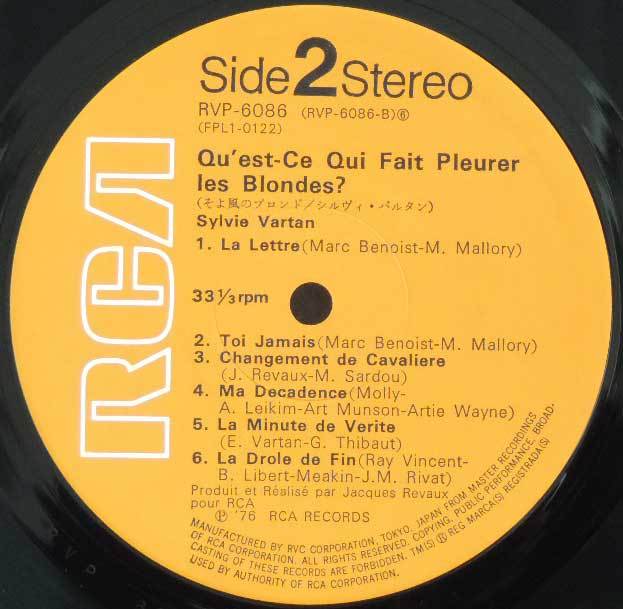 Side 2 Stereo
RVP-6086 (RVP-6086-B)⑥
(FPL1-0122)
Qu'est-Ce Qui Fait Pleurer
les Blondes?
(そよ風のブロンド/シルヴィ・バルタン)
Sylvie Vartan
1. La Lettre(Marc Benoist-M. Mallory)
RCA
33 1/3 rpm
2. Toi Jamais(Marc Benoist-M. Mallory)
3. Changement de Cavaliere
(J. Revaux-M. Sardou)
4. Ma Decadence(Molly-
A. Leikim-Art Munson-Artie Wayne)
5. La Minute de Verite
(E. Vartan-G. Thibaut)
6. La Drole de Fin(Ray Vincent-
B. Libert-Meakin-J.M. Rivat)
Produit et Réalisé par Jacques Revaux
pour RCA
℗ '76 RCA RECORDS
MANUFACTURED BY RVC CORPORATION, TOKYO, JAPAN FROM MASTER RECORDINGS
OF RCA CORPORATION. ALL RIGHTS RESERVED. COPYING, PUBLIC PERFORMANCE, BROAD-
CASTING OF THESE RECORDS ARE FORBIDDEN. TM(S) ® REG MARCA(S) REGISTRADA(S)
USED BY AUTHORITY OF RCA CORPORATION.
RVP